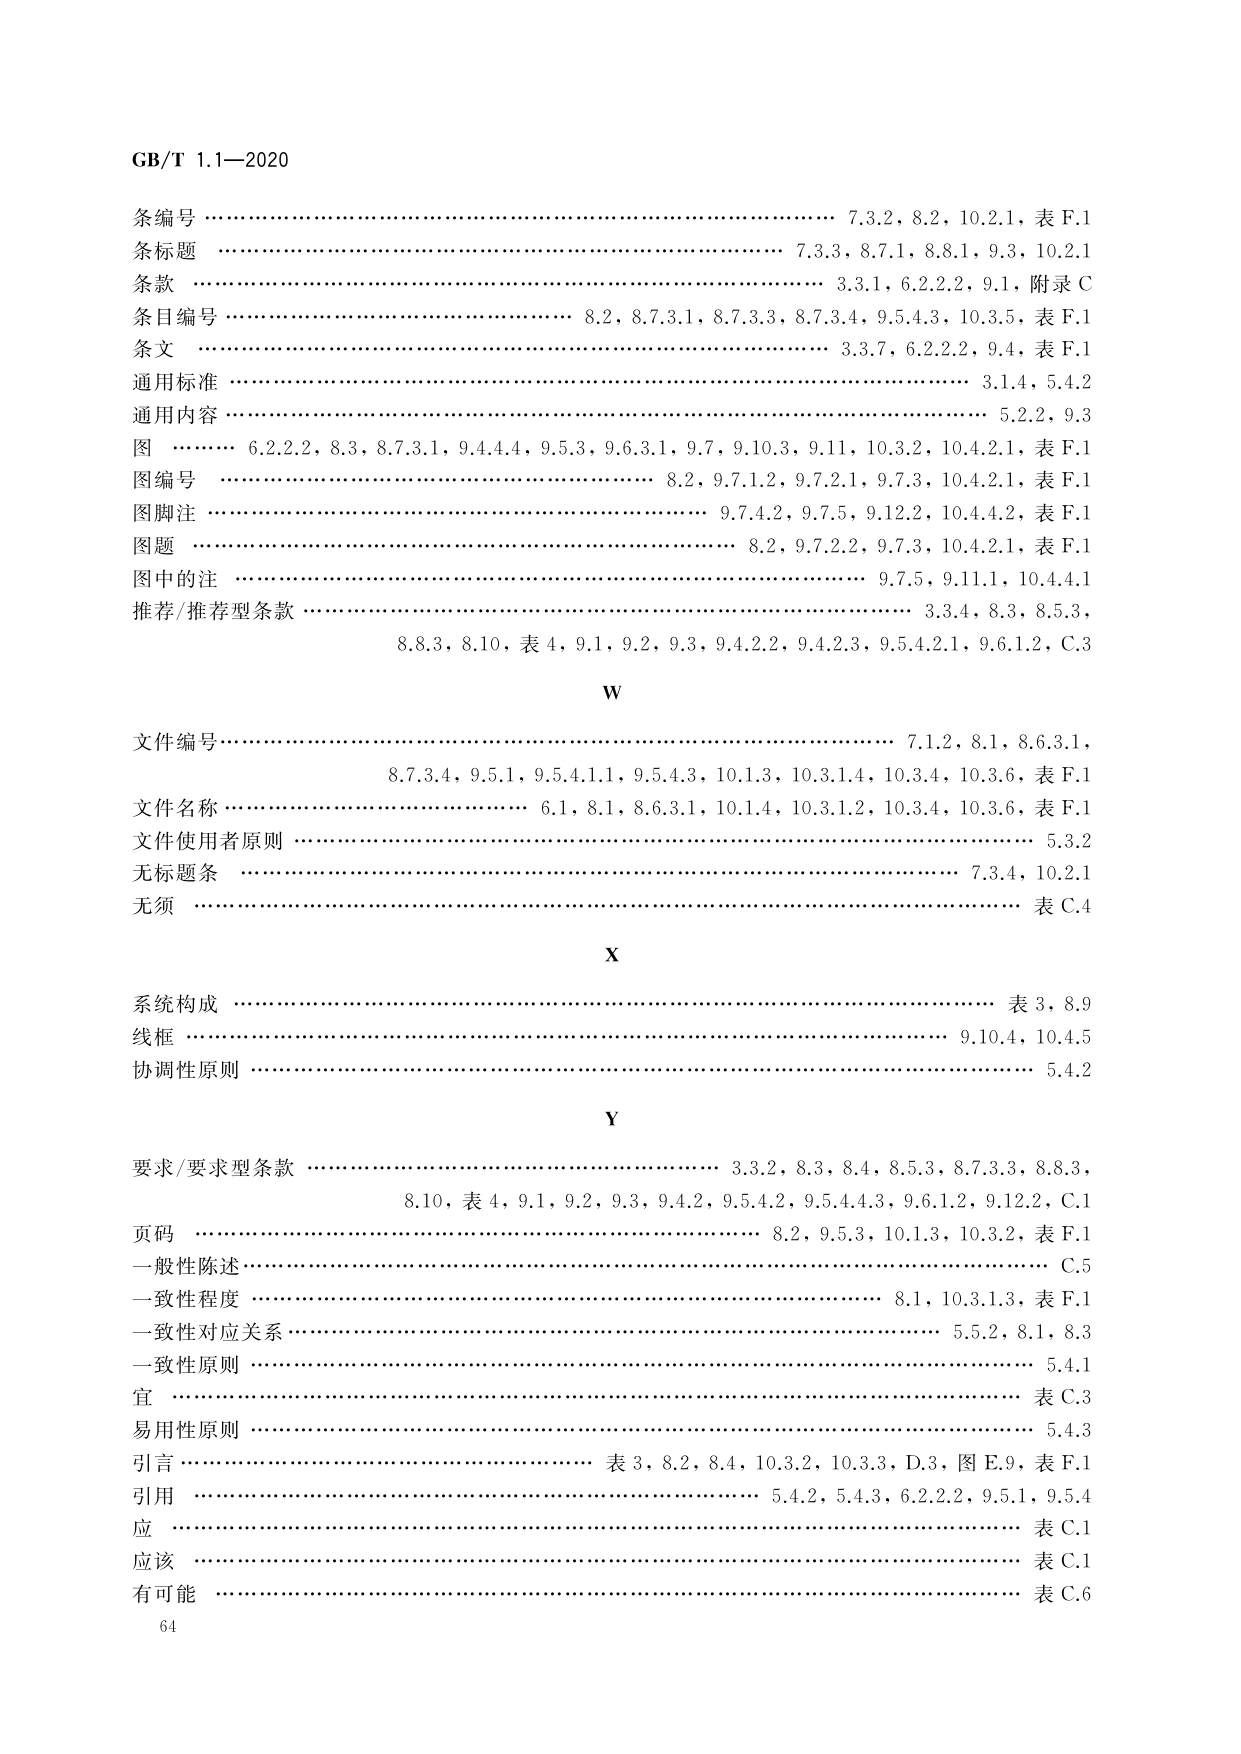 GB/T 1.1—2020
条编号 …………………………………………………………………………… 7.3.2，8.2，10.2.1，表 F.1
条标题 …………………………………………………………………… 7.3.3，8.7.1，8.8.1，9.3，10.2.1
条款 …………………………………………………………………………… 3.3.1，6.2.2.2，9.1，附录 C
条目编号 ………………………………………… 8.2，8.7.3.1，8.7.3.3，8.7.3.4，9.5.4.3，10.3.5，表 F.1
条文 …………………………………………………………………………… 3.3.7，6.2.2.2，9.4，表 F.1
通用标准 ………………………………………………………………………………………… 3.1.4，5.4.2
通用内容 …………………………………………………………………………………………… 5.2.2，9.3
图 ……… 6.2.2.2，8.3，8.7.3.1，9.4.4.4，9.5.3，9.6.3.1，9.7，9.10.3，9.11，10.3.2，10.4.2.1，表 F.1
图编号 …………………………………………………… 8.2，9.7.1.2，9.7.2.1，9.7.3，10.4.2.1，表 F.1
图脚注 …………………………………………………………… 9.7.4.2，9.7.5，9.12.2，10.4.4.2，表 F.1
图题 ………………………………………………………………… 8.2，9.7.2.2，9.7.3，10.4.2.1，表 F.1
图中的注 …………………………………………………………………………… 9.7.5，9.11.1，10.4.4.1
推荐/推荐型条款 ………………………………………………………………………… 3.3.4，8.3，8.5.3，
8.8.3，8.10，表 4，9.1，9.2，9.3，9.4.2.2，9.4.2.3，9.5.4.2.1，9.6.1.2，C.3
W
文件编号………………………………………………………………………………… 7.1.2，8.1，8.6.3.1，
8.7.3.4，9.5.1，9.5.4.1.1，9.5.4.3，10.1.3，10.3.1.4，10.3.4，10.3.6，表 F.1
文件名称 …………………………………… 6.1，8.1，8.6.3.1，10.1.4，10.3.1.2，10.3.4，10.3.6，表 F.1
文件使用者原则 ………………………………………………………………………………………… 5.3.2
无标题条 ……………………………………………………………………………………… 7.3.4，10.2.1
无须 …………………………………………………………………………………………………… 表 C.4
X
系统构成 …………………………………………………………………………………………… 表 3，8.9
线框 …………………………………………………………………………………………… 9.10.4，10.4.5
协调性原则 ……………………………………………………………………………………………… 5.4.2
Y
要求/要求型条款 ………………………………………………… 3.3.2，8.3，8.4，8.5.3，8.7.3.3，8.8.3，
8.10，表 4，9.1，9.2，9.3，9.4.2，9.5.4.2，9.5.4.4.3，9.6.1.2，9.12.2，C.1
页码 …………………………………………………………………… 8.2，9.5.3，10.1.3，10.3.2，表 F.1
一般性陈述………………………………………………………………………………………………… C.5
一致性程度 …………………………………………………………………………… 8.1，10.3.1.3，表 F.1
一致性对应关系……………………………………………………………………………… 5.5.2，8.1，8.3
一致性原则 ……………………………………………………………………………………………… 5.4.1
宜 ……………………………………………………………………………………………………… 表 C.3
易用性原则 ……………………………………………………………………………………………… 5.4.3
引言 ………………………………………………… 表 3，8.2，8.4，10.3.2，10.3.3，D.3，图 E.9，表 F.1
引用 …………………………………………………………………… 5.4.2，5.4.3，6.2.2.2，9.5.1，9.5.4
应 ……………………………………………………………………………………………………… 表 C.1
应该 …………………………………………………………………………………………………… 表 C.1
有可能 ………………………………………………………………………………………………… 表 C.6
64